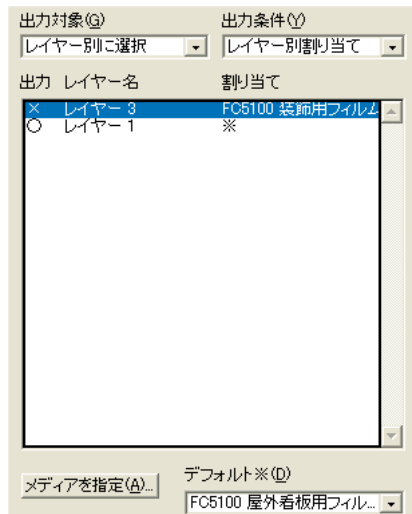 出力対象(G) 出力条件(Y)
レイヤー別に選択 レイヤー別割り当て
出力 レイヤー名 割り当て
× レイヤー 3 FC5100 装飾用フィルム
○ レイヤー 1 ※
メディアを指定(A)... デフォルト※(D)
FC5100 屋外看板用フィル...